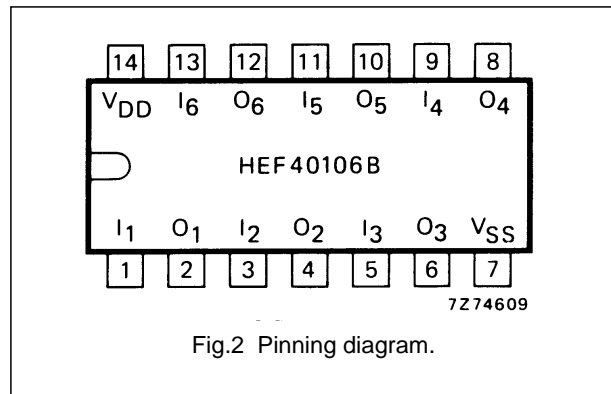 14 13 12 11 10 9 8
VDD I6 O6 I5 O5 I4 O4
HEF40106B
I1 O1 I2 O2 I3 O3 VSS
1 2 3 4 5 6 7
7Z74609
Fig.2 Pinning diagram.